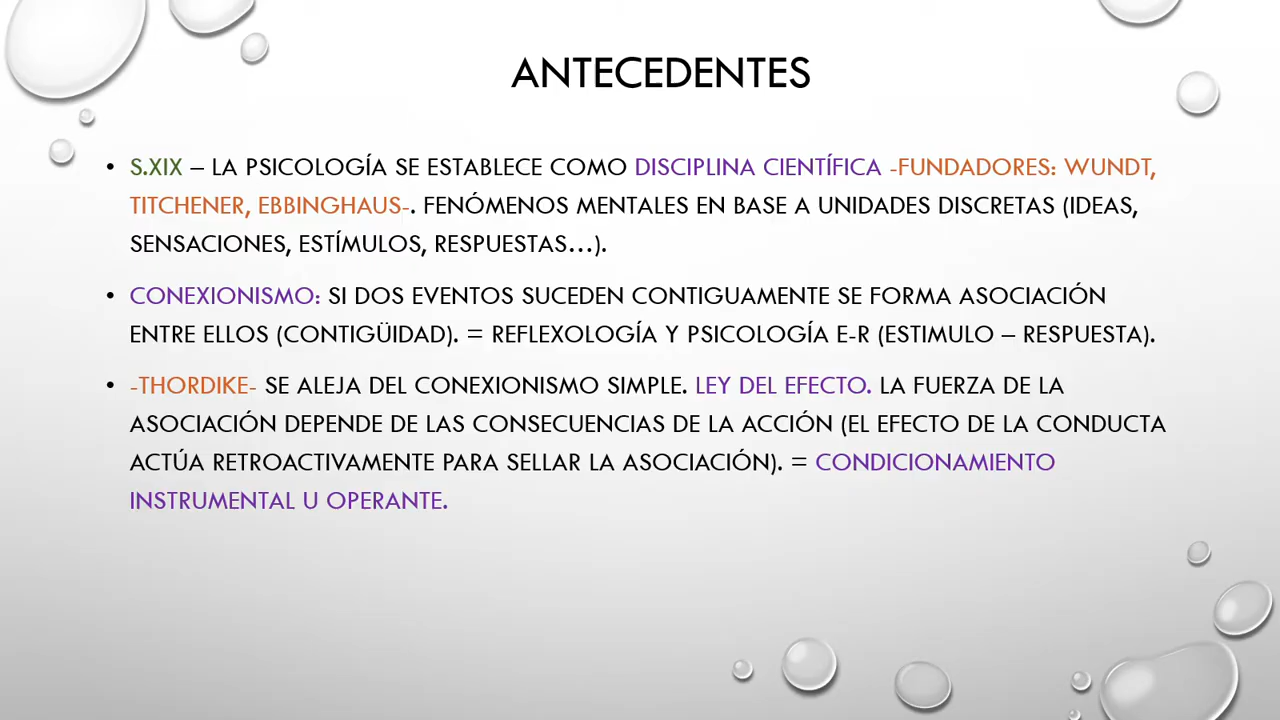 ANTECEDENTES
• S.XIX – LA PSICOLOGÍA SE ESTABLECE COMO DISCIPLINA CIENTÍFICA -FUNDADORES: WUNDT,
TITCHENER, EBBINGHAUS-. FENÓMENOS MENTALES EN BASE A UNIDADES DISCRETAS (IDEAS,
SENSACIONES, ESTÍMULOS, RESPUESTAS...).
• CONEXIONISMO: SI DOS EVENTOS SUCEDEN CONTIGUAMENTE SE FORMA ASOCIACIÓN
ENTRE ELLOS (CONTIGÜIDAD). = REFLEXOLOGÍA Y PSICOLOGÍA E-R (ESTIMULO – RESPUESTA).
• -THORDIKE- SE ALEJA DEL CONEXIONISMO SIMPLE. LEY DEL EFECTO. LA FUERZA DE LA
ASOCIACIÓN DEPENDE DE LAS CONSECUENCIAS DE LA ACCIÓN (EL EFECTO DE LA CONDUCTA
ACTÚA RETROACTIVAMENTE PARA SELLAR LA ASOCIACIÓN). = CONDICIONAMIENTO
INSTRUMENTAL U OPERANTE.